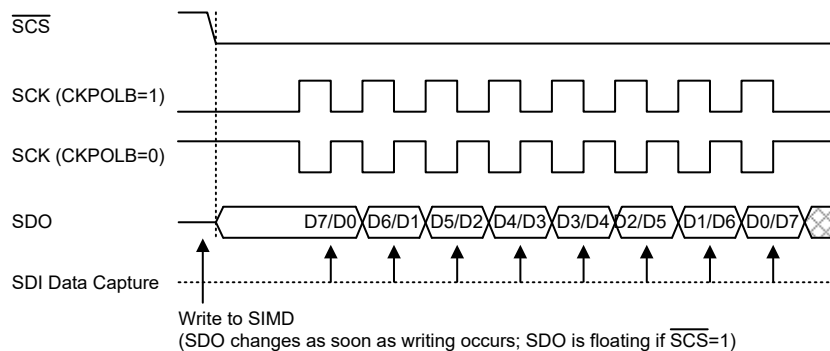 SCS
SCK (CKPOLB=1)
SCK (CKPOLB=0)
SDO D7/D0 D6/D1 D5/D2 D4/D3 D3/D4 D2/D5 D1/D6 D0/D7
SDI Data Capture
Write to SIMD
(SDO changes as soon as writing occurs; SDO is floating if SCS=1)